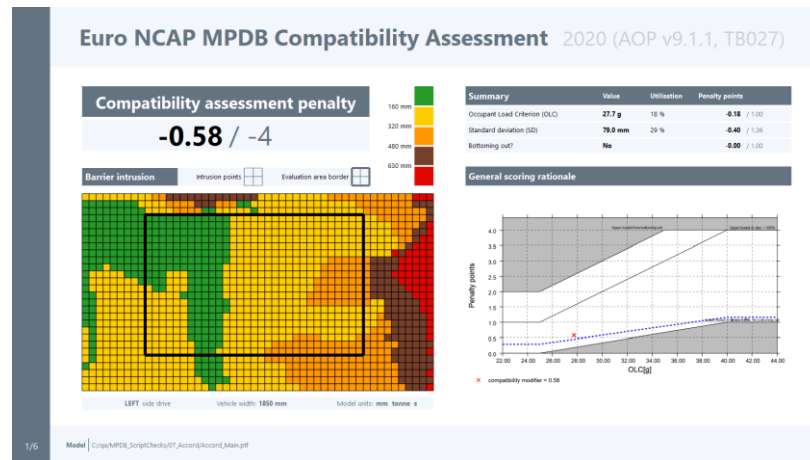 Euro NCAP MPDB Compatibility Assessment 2020 (AOP v9.1.1, TB027)
Compatibility assessment penalty
-0.58 / -4
160 mm
320 mm
480 mm
630 mm
Barrier intrusion Intrusion points Evaluation area border
LEFT side drive Vehicle width: 1850 mm Model units: mm tonne s
Summary Value Utilisation Penalty points
Occupant Load Criterion (OLC) 27.7 g 18 % -0.18 / 1.00
Standard deviation (SD) 79.0 mm 29 % -0.40 / 1.36
Bottoming out? No -0.00 / 1.00
General scoring rationale
Penalty points
4.0
3.5
3.0
2.5
2.0
1.5
1.0
0.5
0.0
22.00 24.00 26.00 28.00 30.00 32.00 34.00 36.00 38.00 40.00 42.00 44.00
OLC[g]
× compatibility modifier = 0.58
1/6
Model C:/qa/MPDB_ScriptChecks/07_Accord/Accord_Main.ptf